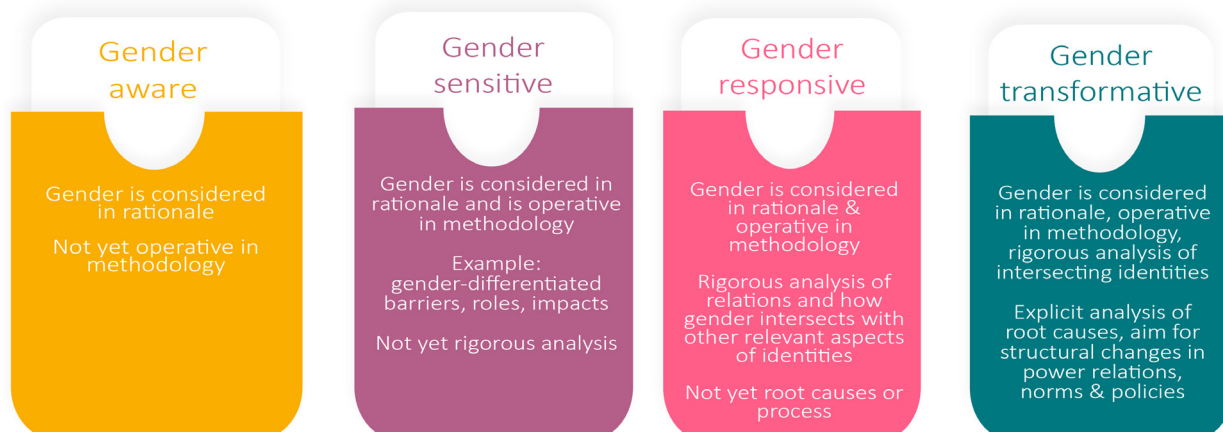 Gender
aware
Gender is considered
in rationale
Not yet operative in
methodology
Gender
sensitive
Gender is considered in
rationale and is operative
in methodology
Example:
gender-differentiated
barriers, roles, impacts
Not yet rigorous analysis
Gender
responsive
Gender is considered
in rationale &
operative in
methodology
Rigorous analysis of
relations and how
gender intersects with
other relevant aspects
of identities
Not yet root causes or
process
Gender
transformative
Gender is considered
in rationale, operative
in methodology,
rigorous analysis of
intersecting identities
Explicit analysis of
root causes, aim for
structural changes in
power relations,
norms & policies